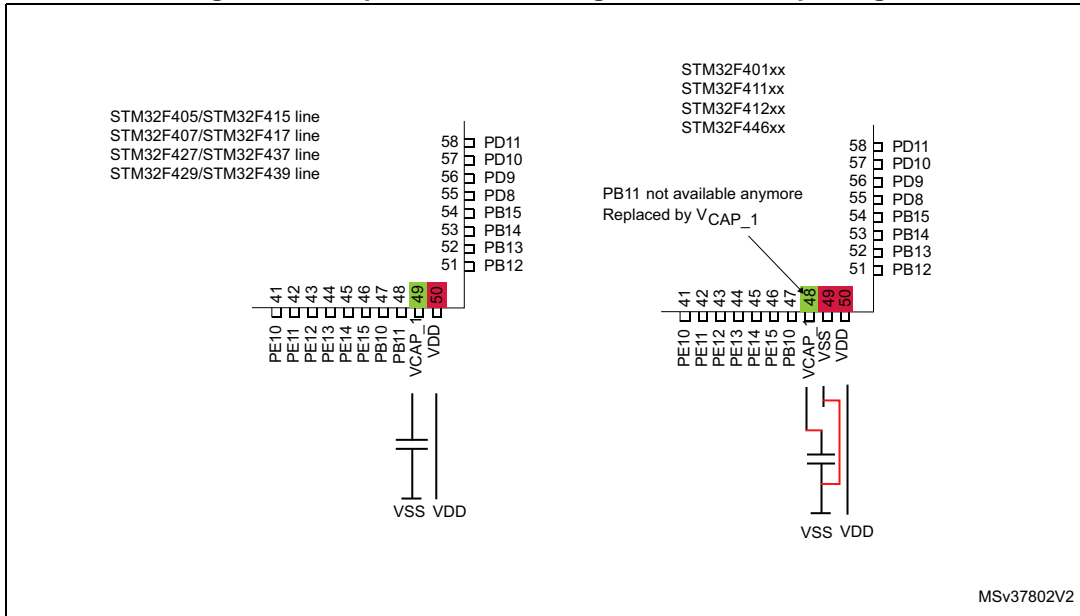 STM32F405/STM32F415 line
STM32F407/STM32F417 line
STM32F427/STM32F437 line
STM32F429/STM32F439 line
58 PD11
57 PD10
56 PD9
55 PD8
54 PB15
53 PB14
52 PB13
51 PB12
41 42 43 44 45 46 47 48 49 50
PE10 PE11 PE12 PE13 PE14 PE15 PB10 PB11 VCAP_1 VDD
VSS VDD
STM32F401xx
STM32F411xx
STM32F412xx
STM32F446xx
PB11 not available anymore
Replaced by VCAP_1
58 PD11
57 PD10
56 PD9
55 PD8
54 PB15
53 PB14
52 PB13
51 PB12
41 42 43 44 45 46 47 48 49 50
PE10 PE11 PE12 PE13 PE14 PE15 PB10 VCAP_1 VSS VDD
VSS VDD
MSv37802V2